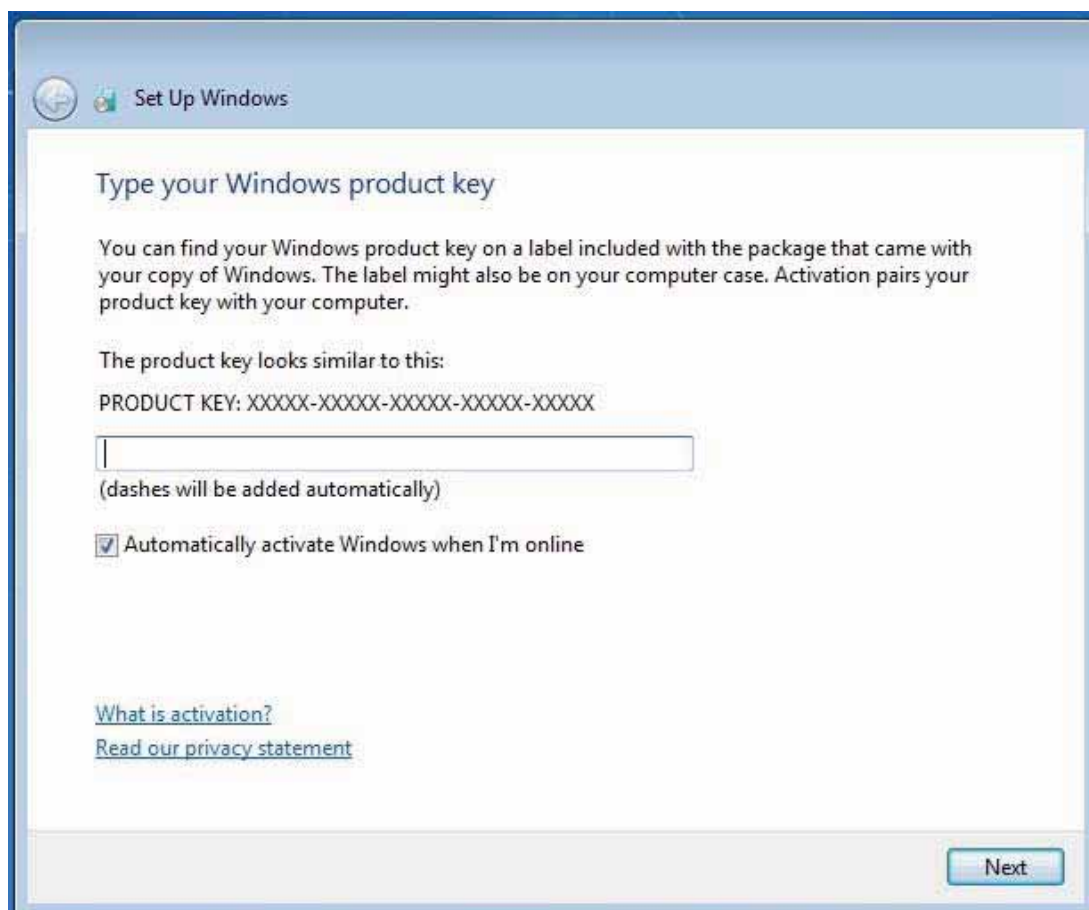 Set Up Windows
Type your Windows product key
You can find your Windows product key on a label included with the package that came with
your copy of Windows. The label might also be on your computer case. Activation pairs your
product key with your computer.
The product key looks similar to this:
PRODUCT KEY: XXXXX-XXXXX-XXXXX-XXXXX-XXXXX
(dashes will be added automatically)
Automatically activate Windows when I'm online
What is activation?
Read our privacy statement
Next